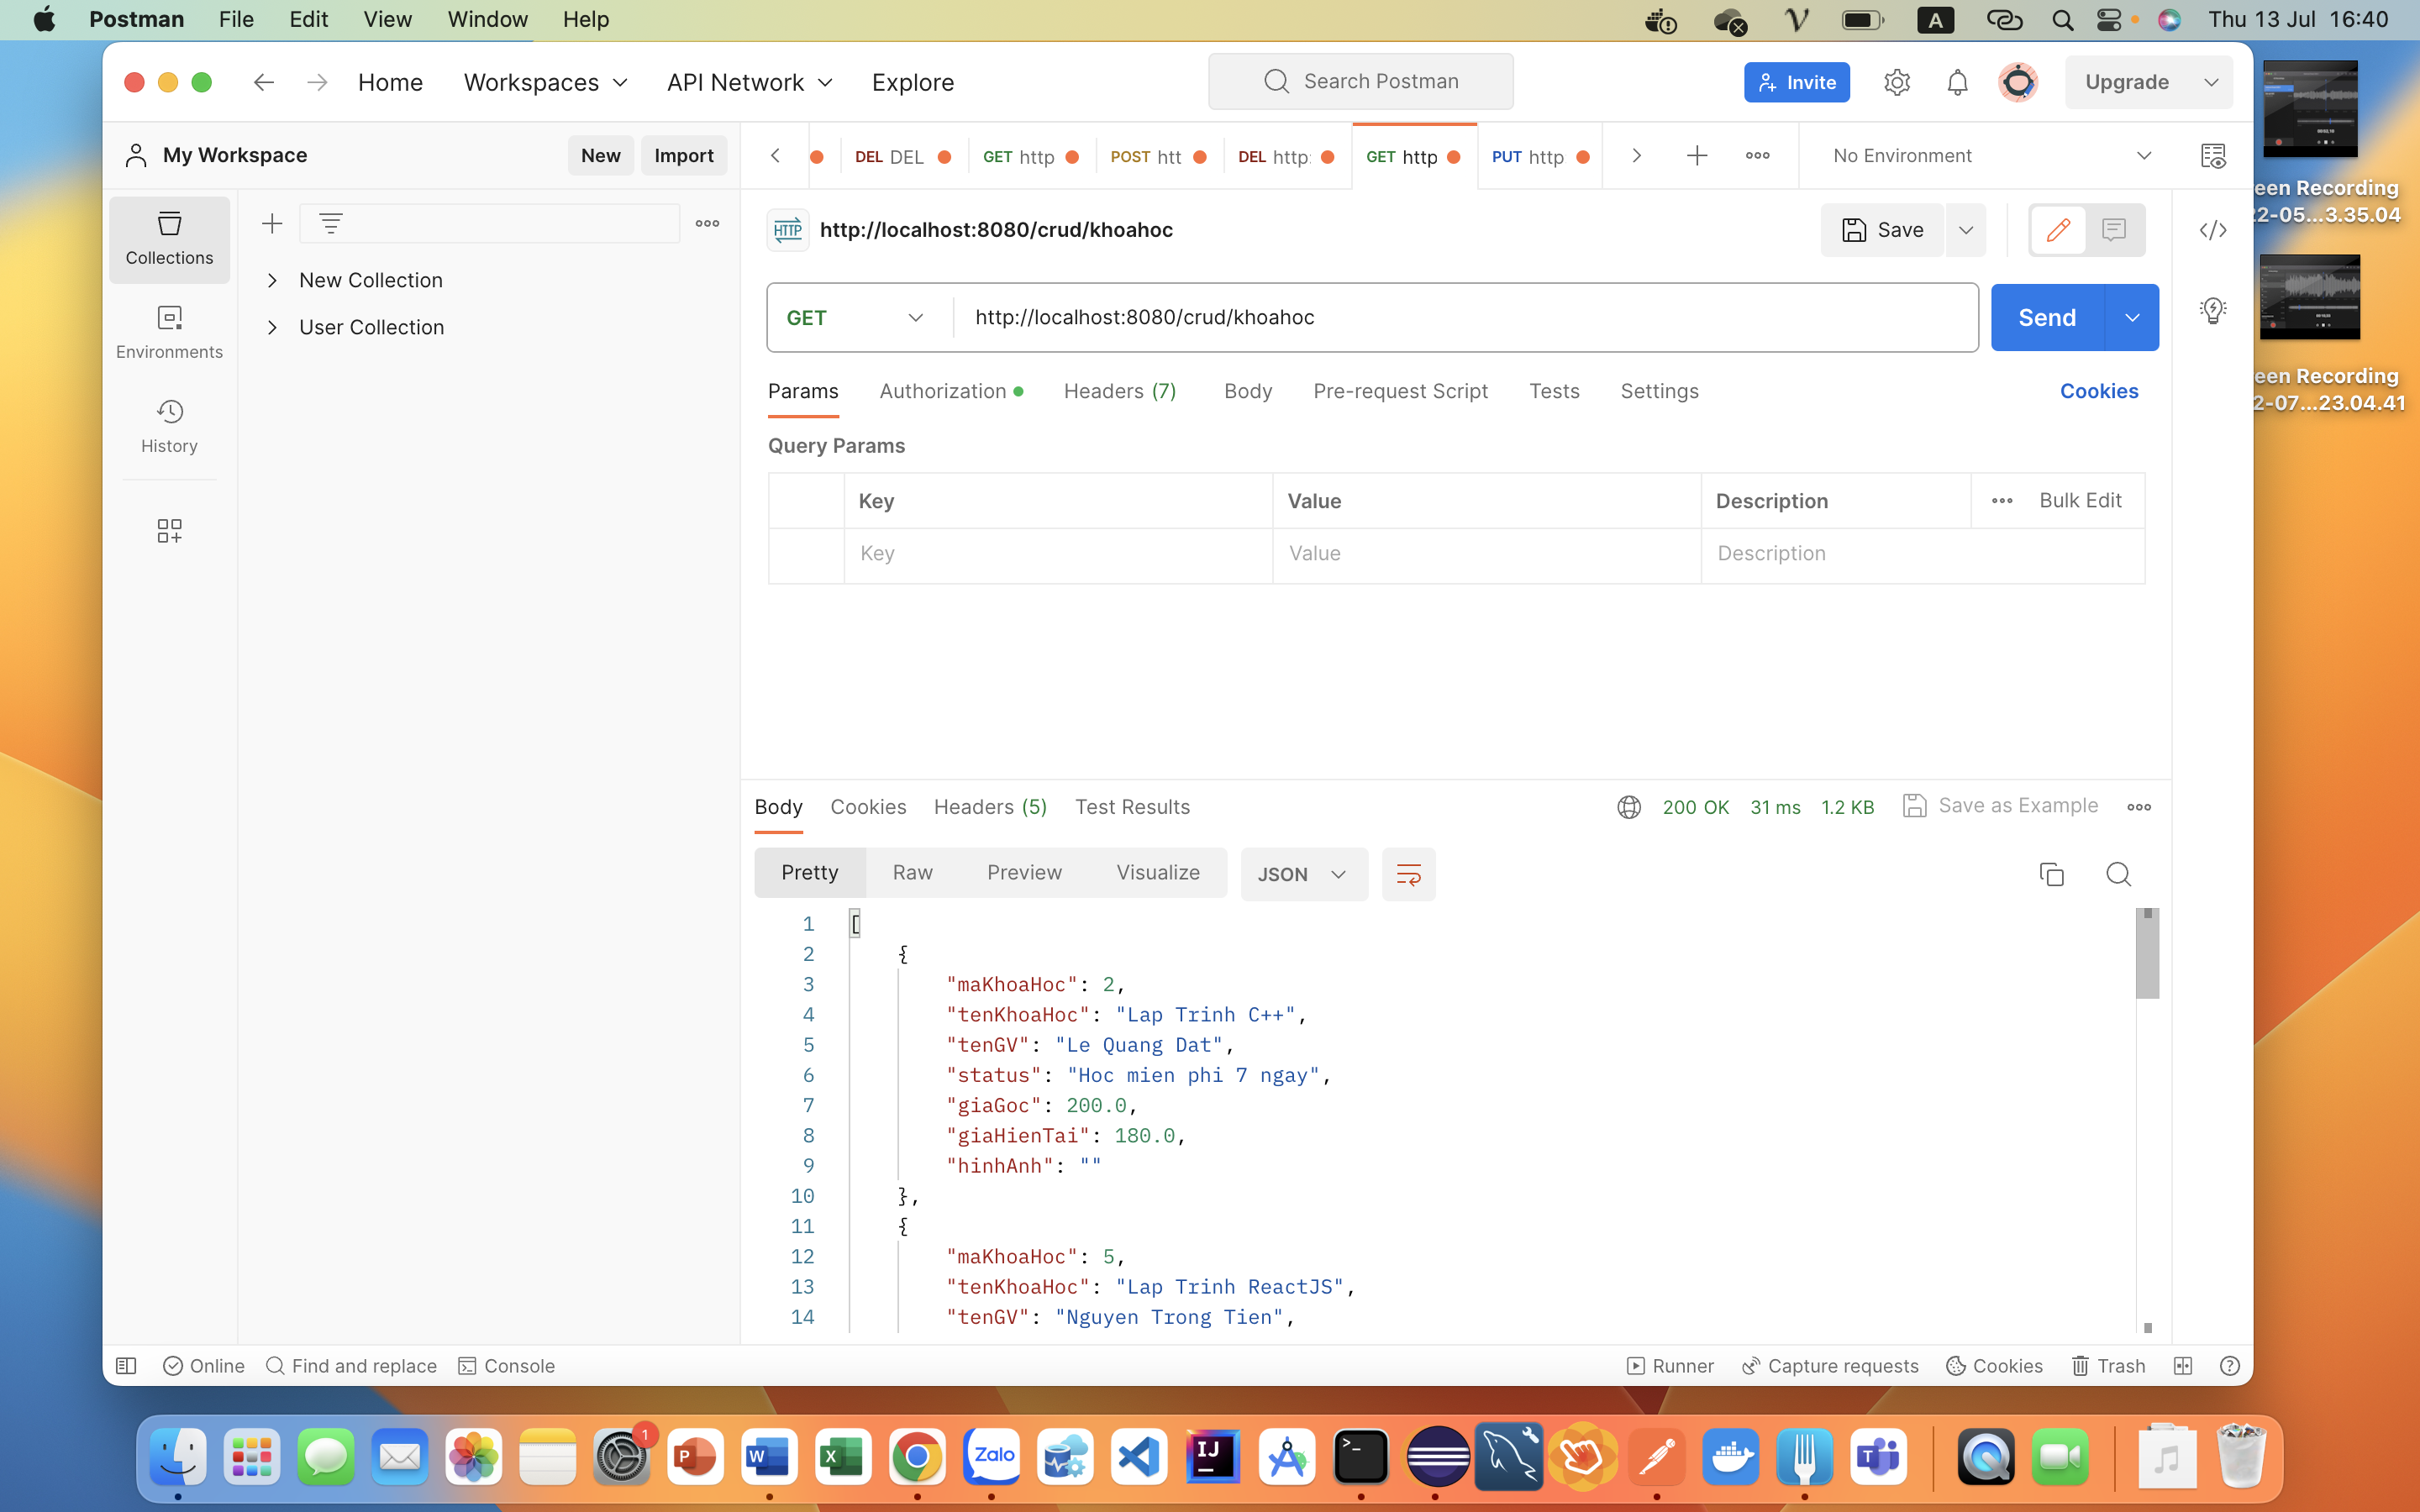 Postman File Edit View Window Help
A Thu 13 Jul 16:40
Home Workspaces API Network Explore
Search Postman
Invite Upgrade
My Workspace New Import
DEL DEL GET http POST htt DEL http: GET http PUT http
No Environment
Collections
Environments
History
New Collection
User Collection
HTTP http://localhost:8080/crud/khoahoc Save
GET http://localhost:8080/crud/khoahoc Send
Params Authorization Headers (7) Body Pre-request Script Tests Settings Cookies
Query Params
Key Value Description Bulk Edit
Key Value Description
Body Cookies Headers (5) Test Results 200 OK 31 ms 1.2 KB Save as Example
Pretty Raw Preview Visualize JSON
1 [
2 {
3 "maKhoaHoc": 2,
4 "tenKhoaHoc": "Lap Trinh C++",
5 "tenGV": "Le Quang Dat",
6 "status": "Hoc mien phi 7 ngay",
7 "giaGoc": 200.0,
8 "giaHienTai": 180.0,
9 "hinhAnh": ""
10 },
11 {
12 "maKhoaHoc": 5,
13 "tenKhoaHoc": "Lap Trinh ReactJS",
14 "tenGV": "Nguyen Trong Tien",
Online Find and replace Console Runner Capture requests Cookies Trash
een Recording
2-05...3.35.04
een Recording
2-07...23.04.41
1
P W X Zalo IJ T